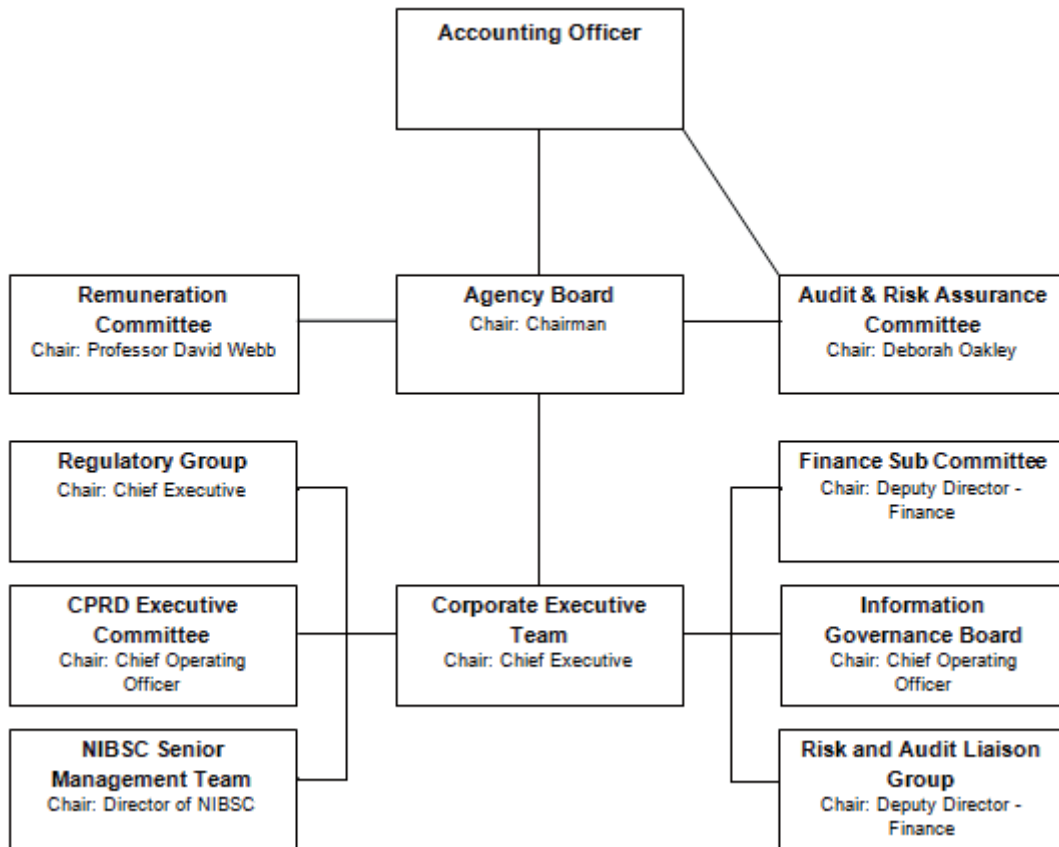 Accounting Officer
Remuneration
Committee
Chair: Professor David Webb
Agency Board
Chair: Chairman
Audit & Risk Assurance
Committee
Chair: Deborah Oakley
Regulatory Group
Chair: Chief Executive
Finance Sub Committee
Chair: Deputy Director -
Finance
CPRD Executive
Committee
Chair: Chief Operating
Officer
Corporate Executive
Team
Chair: Chief Executive
Information
Governance Board
Chair: Chief Operating
Officer
NIBSC Senior
Management Team
Chair: Director of NIBSC
Risk and Audit Liaison
Group
Chair: Deputy Director -
Finance